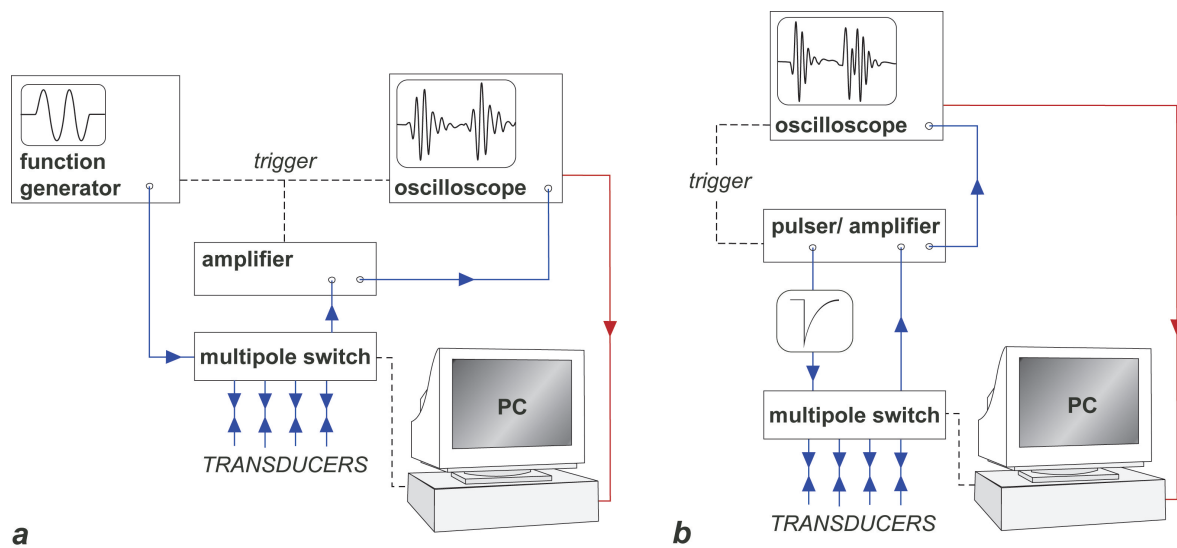 function
generator
trigger
oscilloscope
amplifier
multipole switch
PC
TRANSDUCERS
a
oscilloscope
trigger
pulser/ amplifier
multipole switch
PC
TRANSDUCERS
b